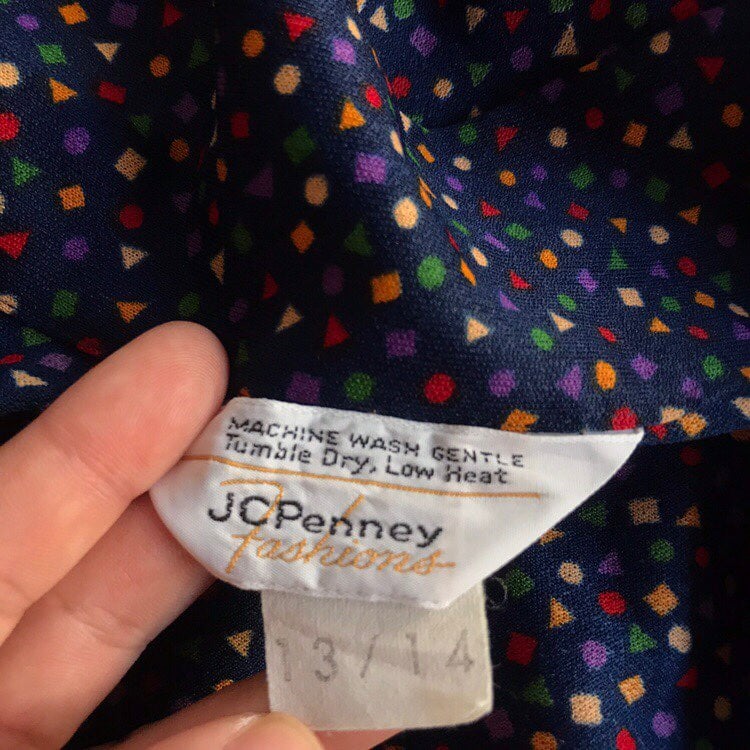 MACHINE WASH GENTLE
Tumble Dry, Low Heat
JCPenney
Fashions
13/14